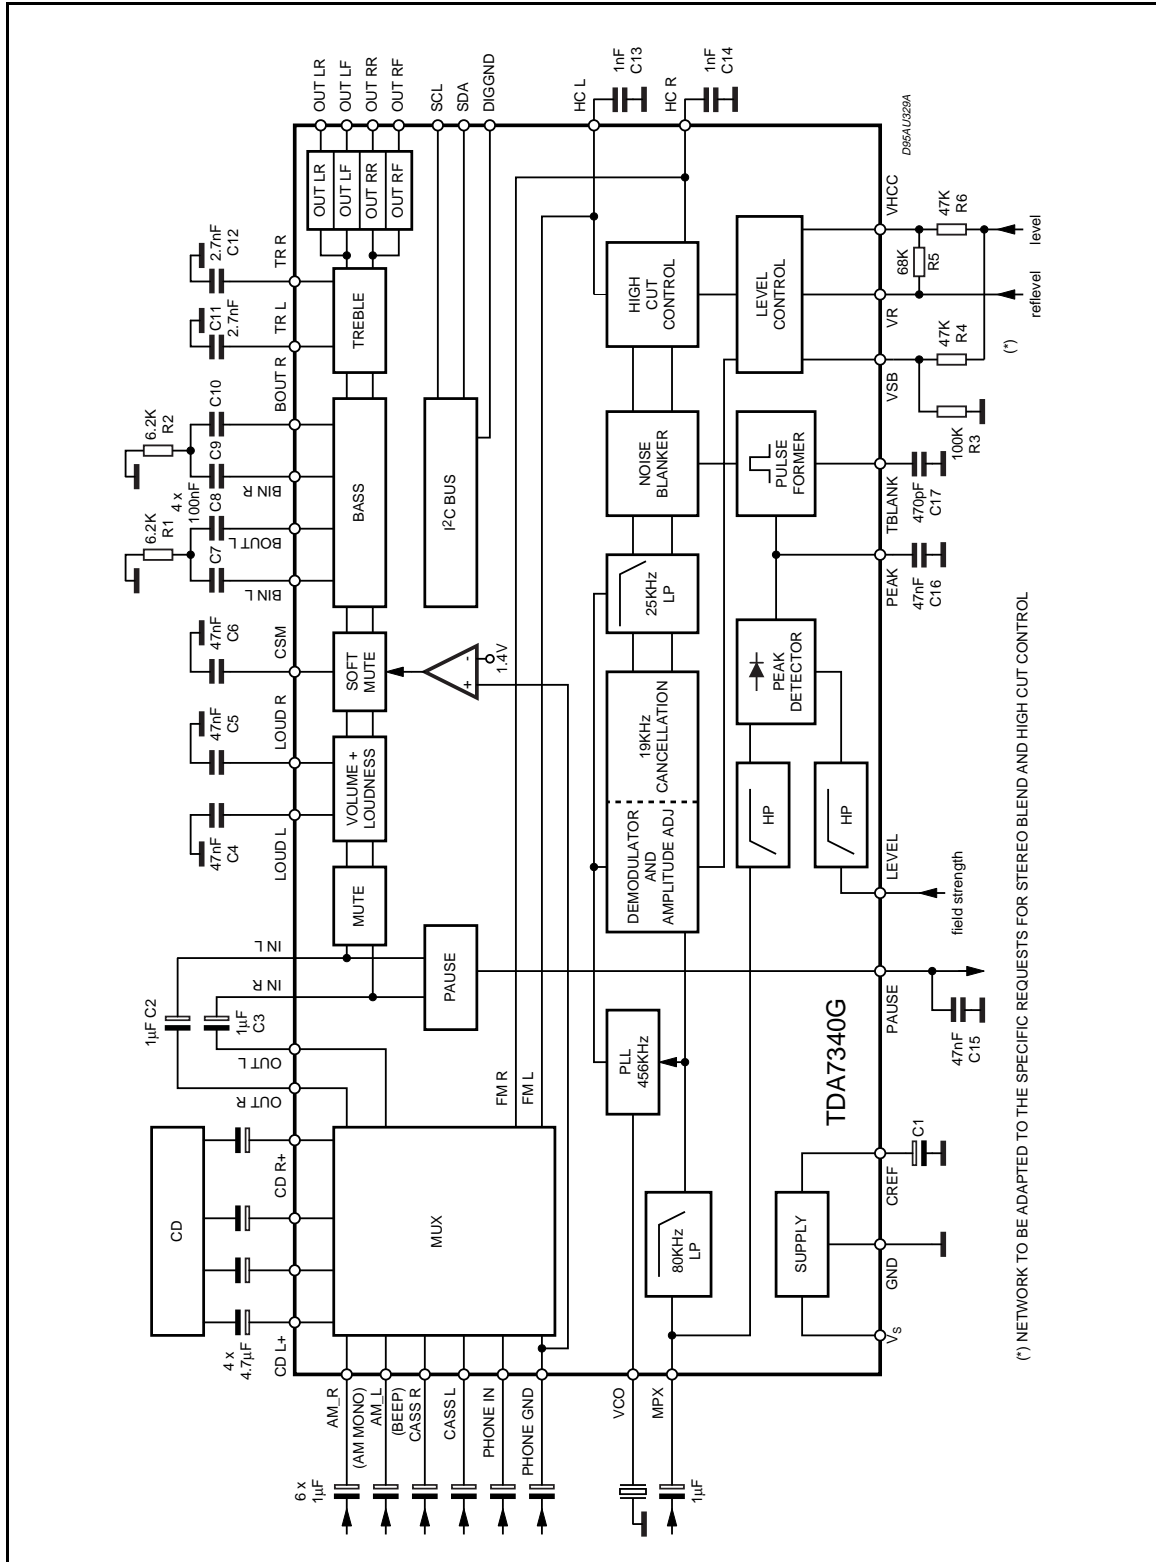 CD
4 x
4.7µF
CD L+
CD R+
OUT R
OUT L
1µF C2
1µF
C3
IN R
IN L
47nF
C4
LOUD L
47nF
C5
LOUD R
47nF
C6
CSM
6.2K
R1
C7
C8
BIN L
BOUT L
4 x
100nF
6.2K
R2
C9
C10
BIN R
BOUT R
C11
2.7nF
TR L
2.7nF
C12
TR R
6 x
1µF
AM_R
(AM MONO)
AM_L
(BEEP)
CASS R
CASS L
PHONE IN
PHONE GND
VCO
MPX
1µF
MUX
FM R
FM L
PAUSE
MUTE
VOLUME +
LOUDNESS
SOFT
MUTE
+
-
1.4V
BASS
TREBLE
OUT LR
OUT LF
OUT RR
OUT RF
OUT LR
OUT LF
OUT RR
OUT RF
I²C BUS
SCL
SDA
DIGGND
80KHz
LP
PLL
456KHz
DEMODULATOR
AND
AMPLITUDE ADJ
19KHz
CANCELLATION
25KHz
LP
NOISE
BLANKER
HIGH
CUT
CONTROL
HC L
1nF
C13
HC R
1nF
C14
HP
HP
PEAK
DETECTOR
PULSE
FORMER
LEVEL
CONTROL
SUPPLY
TDA7340G
VS
GND
CREF
C1
PAUSE
47nF
C15
LEVEL
field strength
PEAK
47nF
C16
TBLANK
470pF
C17
100K
R3
VSB
47K
R4
VR
68K
R5
VHCC
47K
R6
(*)
reflevel
level
D95AU329A
(*) NETWORK TO BE ADAPTED TO THE SPECIFIC REQUESTS FOR STEREO BLEND AND HIGH CUT CONTROL